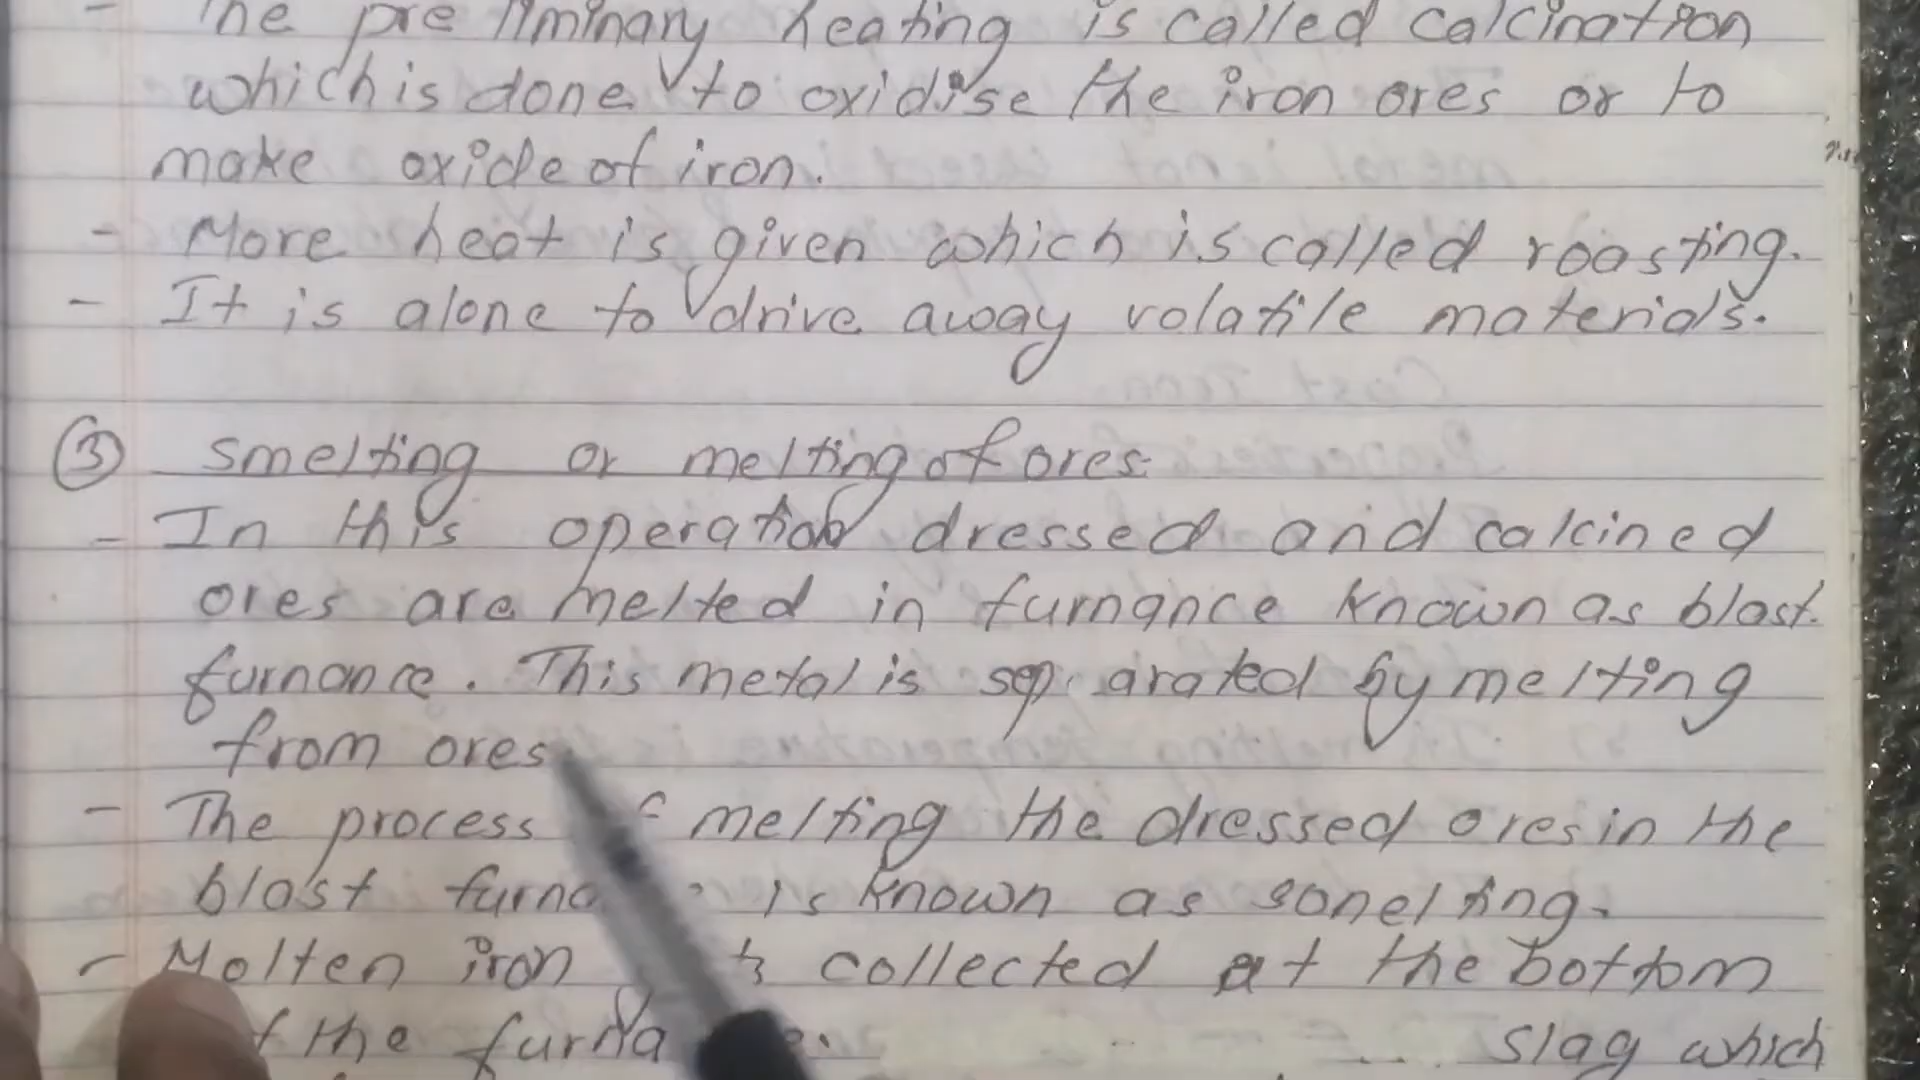 - The preliminary heating is called calcination
which is done to oxidise the iron ores or to
make oxide of iron.
- More heat is given which is called roasting.
- It is alone to drive away volatile materials.
③ smelting or melting of ores:
- In this operation dressed and calcined
ores are melted in furnance known as blast
furnance. This metal is separated by melting
from ores
- The process melting the dressed ores in the
blast is known as smelting.
- Molten iron collected at the bottom
the slag which